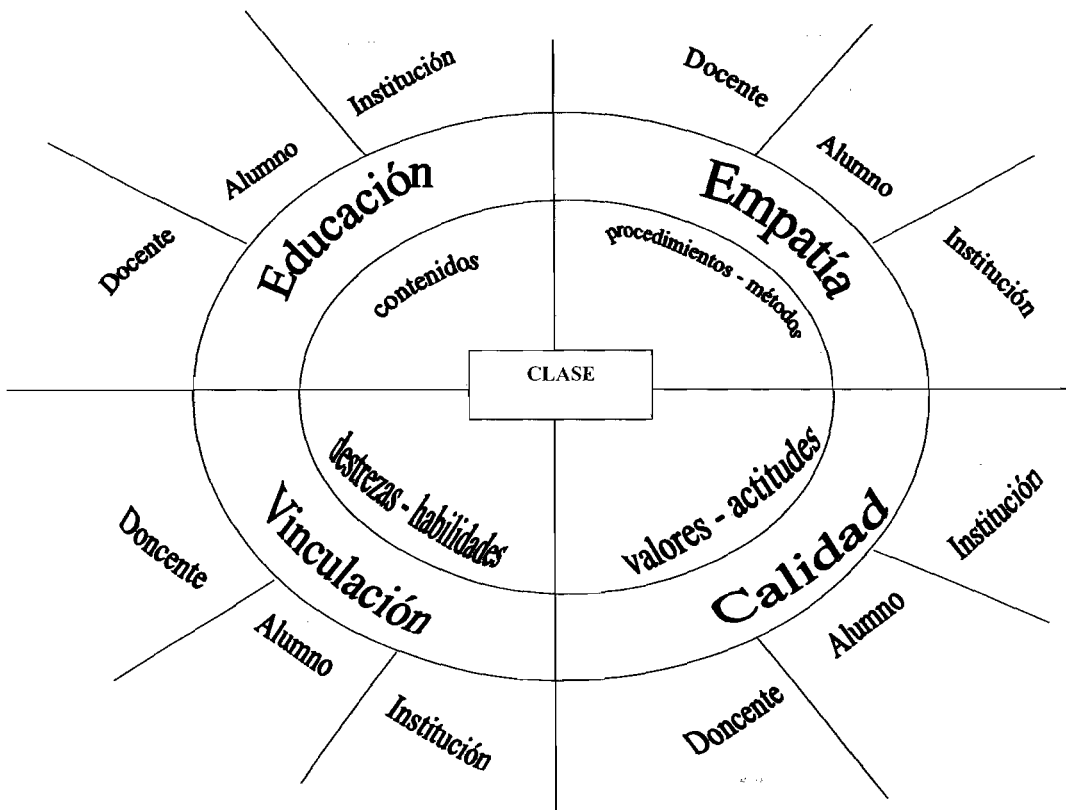 Institución
Docente
Alumno
Alumno
Docente
Institución
Educación
Empatía
contenidos
procedimientos - métodos
CLASE
destrezas - habilidades
valores - actitudes
Vinculación
Calidad
Doncente
Institución
Alumno
Alumno
Institución
Doncente